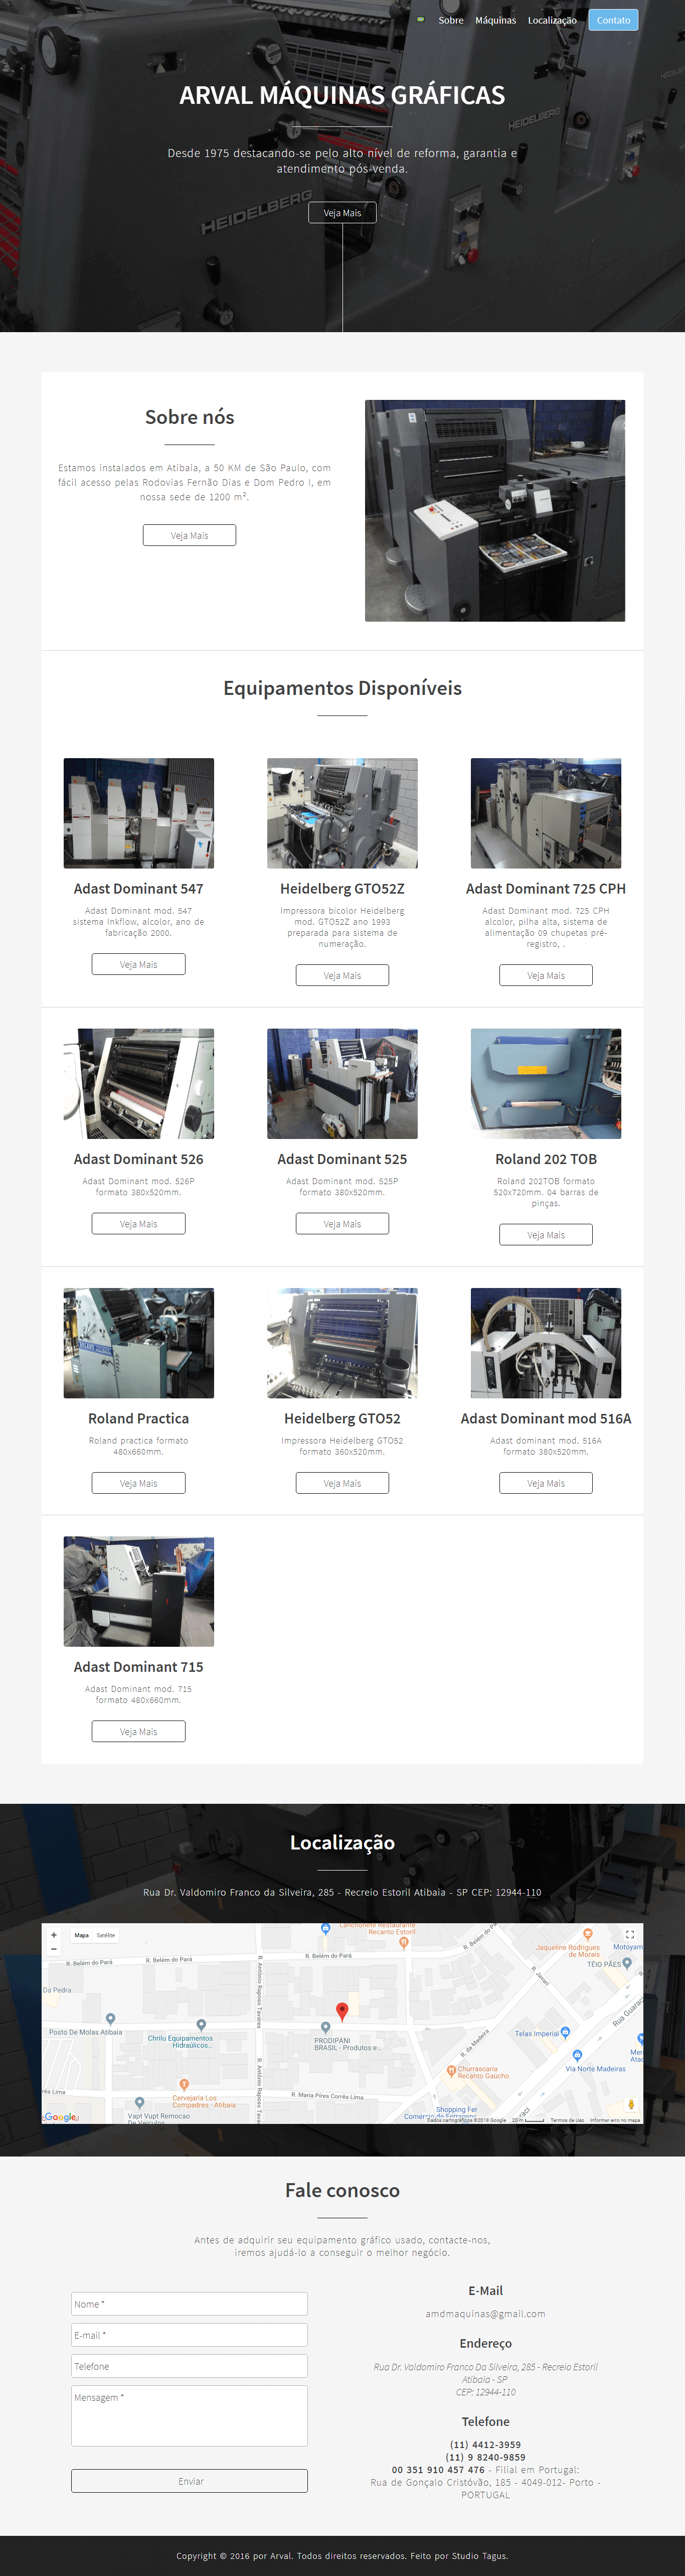 Sobre Máquinas Localização Contato
ARVAL MÁQUINAS GRÁFICAS
Desde 1975 destacando-se pelo alto nível de reforma, garantia e
atendimento pós-venda.
Veja Mais
HEIDELBERG
HEIDELBERG
Sobre nós
Estamos instalados em Atibaia, a 50 KM de São Paulo, com
fácil acesso pelas Rodovias Fernão Dias e Dom Pedro I, em
nossa sede de 1200 m².
Veja Mais
Equipamentos Disponíveis
Adast Dominant 547
Adast Dominant mod. 547
sistema Inkflow, alcolor, ano de
fabricação 2000.
Veja Mais
Heidelberg GTO52Z
Impressora bicolor Heidelberg
mod. GTO52Z ano 1993
preparada para sistema de
numeração.
Veja Mais
Adast Dominant 725 CPH
Adast Dominant mod. 725 CPH
alcolor, pilha alta, sistema de
alimentação 09 chupetas pré-
registro, .
Veja Mais
Adast Dominant 526
Adast Dominant mod. 526P
formato 380x520mm.
Veja Mais
Adast Dominant 525
Adast Dominant mod. 525P
formato 380x520mm.
Veja Mais
Roland 202 TOB
Roland 202TOB formato
520x720mm. 04 barras de
pinças.
Veja Mais
Roland Practica
Roland practica formato
480x660mm.
Veja Mais
Heidelberg GTO52
Impressora Heidelberg GTO52
formato 360x520mm.
Veja Mais
Adast Dominant mod 516A
Adast dominant mod. 516A
formato 380x520mm.
Veja Mais
Adast Dominant 715
Adast Dominant mod. 715
formato 480x660mm.
Veja Mais
Localização
Rua Dr. Valdomiro Franco da Silveira, 285 - Recreio Estoril Atibaia - SP CEP: 12944-110
Mapa Satélite
Lanchonete Restaurante
Recanto Estoril
R. Belém do Pará
R. Belém do Pará
R. Belém do Pará
Jaqueline Rodrigues
de Morais
Motoyam
TÉIO PÃES
R. Javari
Da Pedra
R. Antônio Raposo Tavares
Posto De Molas Atibaia
Chrilu Equipamentos
Hidraúlicos...
PRODIPANI
BRASIL - Produtos e...
R. da Madeira
Telas Imperial
Via Norte Madeiras
Churrascaria
Recanto Gaúcho
Cervejaria Los
Compadres - Atibaia
R. Maria Pires Corrêa Lima
Vapt Vupt Remocao
De Veiculos
Shopping Fer
Comércio de Ferragens
Google
Dados cartográficos ©2018 Google 20 m Termos de Uso Informar erro no mapa
Fale conosco
Antes de adquirir seu equipamento gráfico usado, contacte-nos,
iremos ajudá-lo a conseguir o melhor negócio.
Nome *
E-mail *
Telefone
Mensagem *
Enviar
E-Mail
amdmaquinas@gmail.com
Endereço
Rua Dr. Valdomiro Franco Da Silveira, 285 - Recreio Estoril
Atibaia - SP
CEP: 12944-110
Telefone
(11) 4412-3959
(11) 9 8240-9859
00 351 910 457 476 - Filial em Portugal:
Rua de Gonçalo Cristóvão, 185 - 4049-012- Porto -
PORTUGAL
Copyright © 2016 por Arval. Todos direitos reservados. Feito por Studio Tagus.